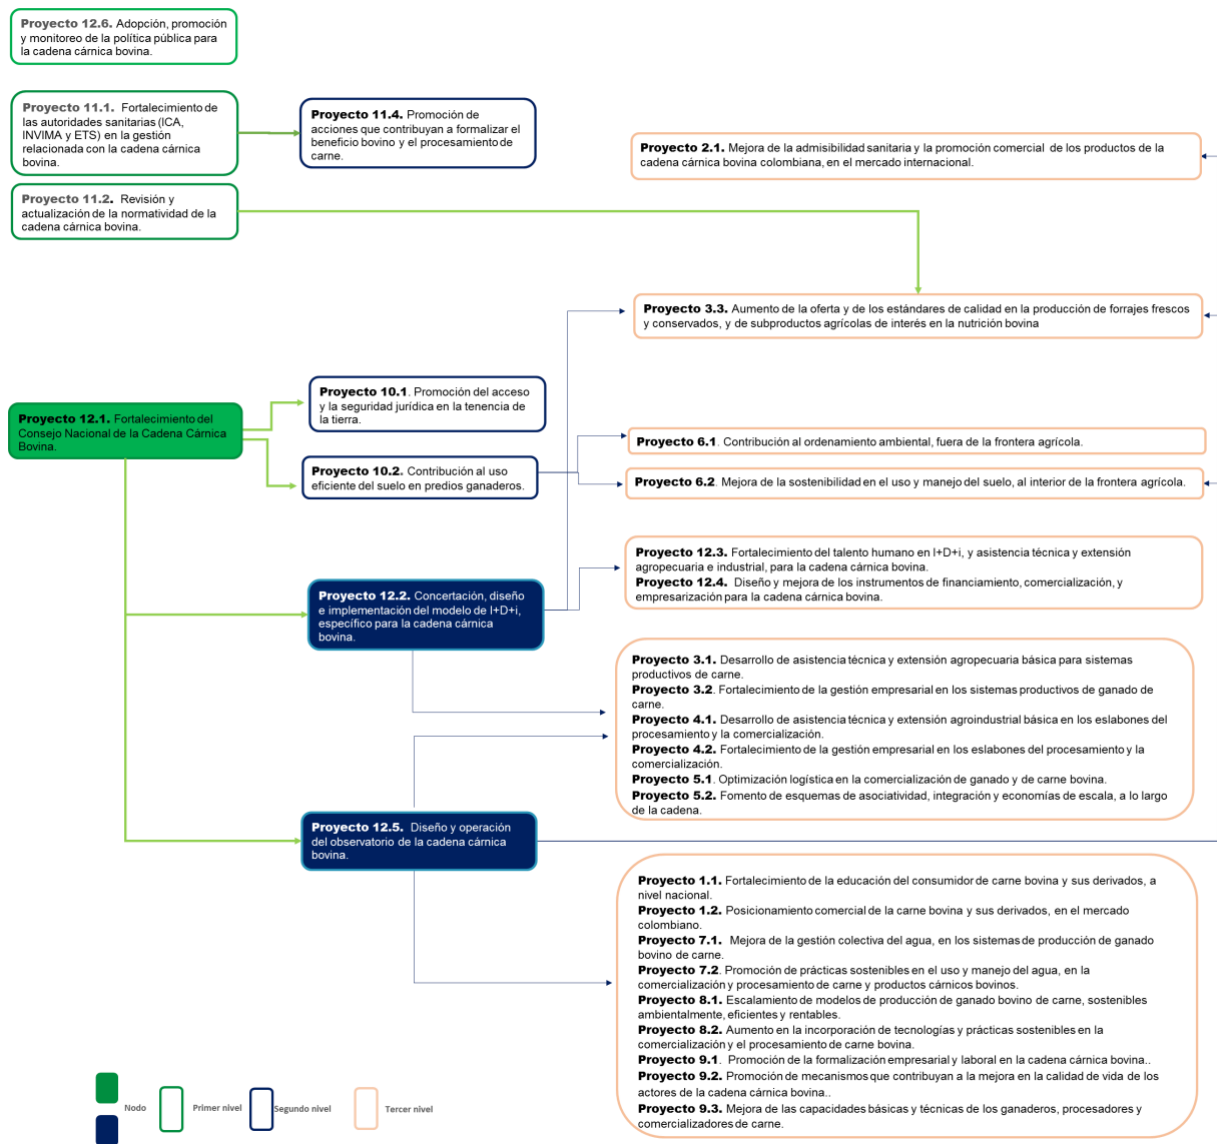 Proyecto 12.6. Adopción, promoción
y monitoreo de la política pública para
la cadena cárnica bovina.
Proyecto 11.1. Fortalecimiento de
las autoridades sanitarias (ICA,
INVIMA y ETS) en la gestión
relacionada con la cadena cárnica
bovina.
Proyecto 11.4. Promoción de
acciones que contribuyan a formalizar el
beneficio bovino y el procesamiento de
carne.
Proyecto 2.1. Mejora de la admisibilidad sanitaria y la promoción comercial de los productos de la
cadena cárnica bovina colombiana, en el mercado internacional.
Proyecto 11.2. Revisión y
actualización de la normatividad de la
cadena cárnica bovina.
Proyecto 3.3. Aumento de la oferta y de los estándares de calidad en la producción de forrajes frescos
y conservados, y de subproductos agrícolas de interés en la nutrición bovina
Proyecto 10.1. Promoción del acceso
y la seguridad jurídica en la tenencia de
la tierra.
Proyecto 12.1. Fortalecimiento del
Consejo Nacional de la Cadena Cárnica
Bovina.
Proyecto 6.1. Contribución al ordenamiento ambiental, fuera de la frontera agrícola.
Proyecto 10.2. Contribución al uso
eficiente del suelo en predios ganaderos.
Proyecto 6.2. Mejora de la sostenibilidad en el uso y manejo del suelo, al interior de la frontera agrícola.
Proyecto 12.3. Fortalecimiento del talento humano en I+D+i, y asistencia técnica y extensión
agropecuaria e industrial, para la cadena cárnica bovina.
Proyecto 12.4. Diseño y mejora de los instrumentos de financiamiento, comercialización, y
empresarización para la cadena cárnica bovina.
Proyecto 12.2. Concertación, diseño
e implementación del modelo de I+D+i,
específico para la cadena cárnica
bovina.
Proyecto 3.1. Desarrollo de asistencia técnica y extensión agropecuaria básica para sistemas
productivos de carne.
Proyecto 3.2. Fortalecimiento de la gestión empresarial en los sistemas productivos de ganado de
carne.
Proyecto 4.1. Desarrollo de asistencia técnica y extensión agroindustrial básica en los eslabones del
procesamiento y la comercialización.
Proyecto 4.2. Fortalecimiento de la gestión empresarial en los eslabones del procesamiento y la
comercialización.
Proyecto 5.1. Optimización logística en la comercialización de ganado y de carne bovina.
Proyecto 5.2. Fomento de esquemas de asociatividad, integración y economías de escala, a lo largo
de la cadena.
Proyecto 12.5. Diseño y operación
del observatorio de la cadena cárnica
bovina.
Proyecto 1.1. Fortalecimiento de la educación del consumidor de carne bovina y sus derivados, a
nivel nacional.
Proyecto 1.2. Posicionamiento comercial de la carne bovina y sus derivados, en el mercado
colombiano.
Proyecto 7.1. Mejora de la gestión colectiva del agua, en los sistemas de producción de ganado
bovino de carne.
Proyecto 7.2. Promoción de prácticas sostenibles en el uso y manejo del agua, en la
comercialización y procesamiento de carne y productos cárnicos bovinos.
Proyecto 8.1. Escalamiento de modelos de producción de ganado bovino de carne, sostenibles
ambientalmente, eficientes y rentables.
Proyecto 8.2. Aumento en la incorporación de tecnologías y prácticas sostenibles en la
comercialización y el procesamiento de carne bovina.
Proyecto 9.1. Promoción de la formalización empresarial y laboral en la cadena cárnica bovina..
Proyecto 9.2. Promoción de mecanismos que contribuyan a la mejora en la calidad de vida de los
actores de la cadena cárnica bovina..
Proyecto 9.3. Mejora de las capacidades básicas y técnicas de los ganaderos, procesadores y
comercializadores de carne.
Nodo Primer nivel Segundo nivel Tercer nivel